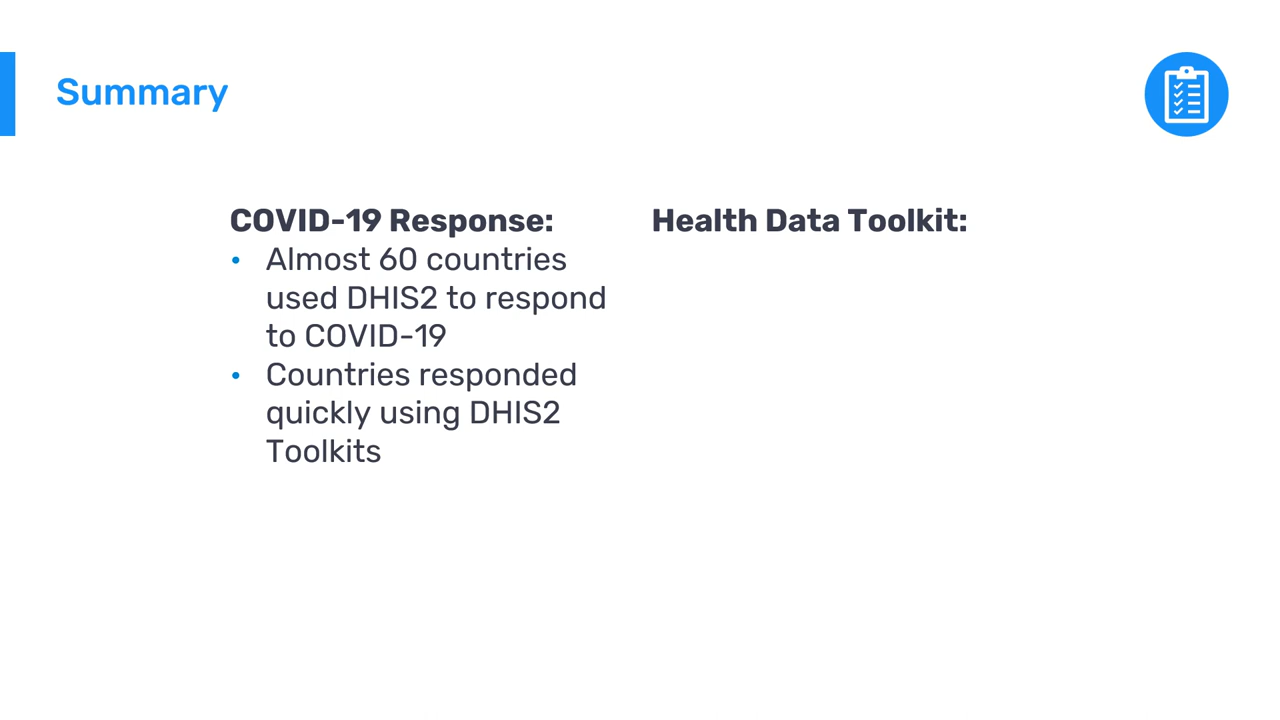 Summary
COVID-19 Response:
• Almost 60 countries
used DHIS2 to respond
to COVID-19
• Countries responded
quickly using DHIS2
Toolkits
Health Data Toolkit: